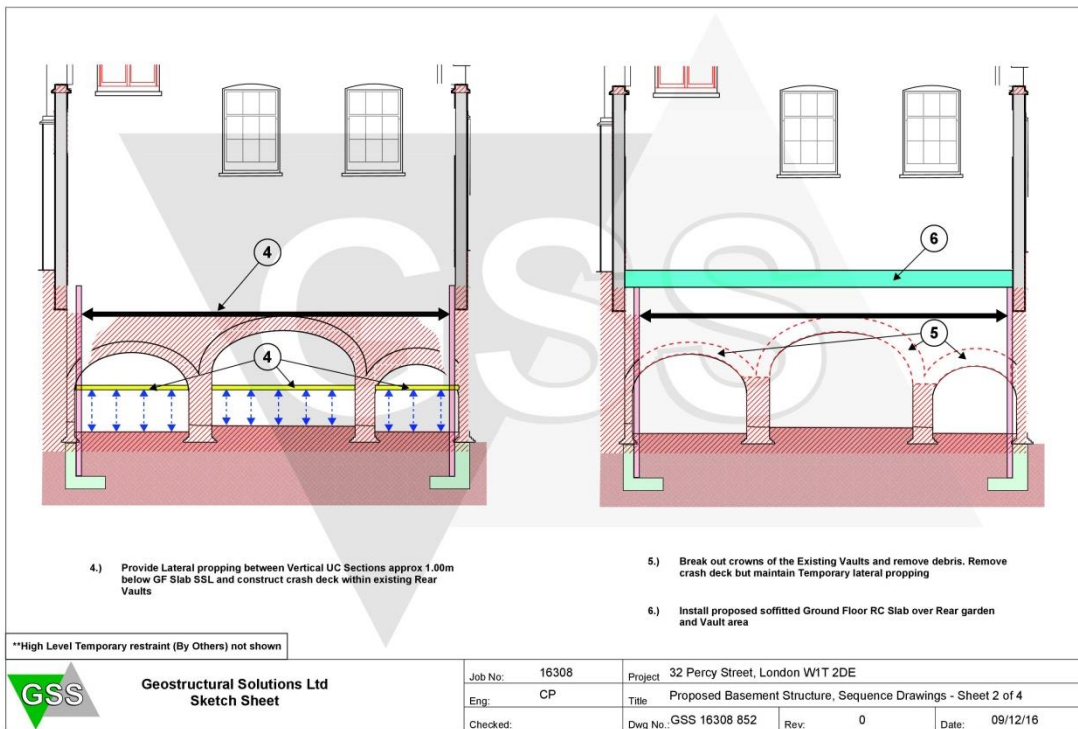 GSS
4
4
6
5
4.) Provide Lateral propping between Vertical UC Sections approx 1.00m
below GF Slab SSL and construct crash deck within existing Rear
Vaults
5.) Break out crowns of the Existing Vaults and remove debris. Remove
crash deck but maintain Temporary lateral propping
6.) Install proposed soffitted Ground Floor RC Slab over Rear garden
and Vault area
**High Level Temporary restraint (By Others) not shown
GSS
Geostructural Solutions Ltd
Sketch Sheet
Job No: 16308
Project 32 Percy Street, London W1T 2DE
Eng: CP
Title Proposed Basement Structure, Sequence Drawings - Sheet 2 of 4
Checked:
Dwg No.: GSS 16308 852
Rev: 0
Date: 09/12/16